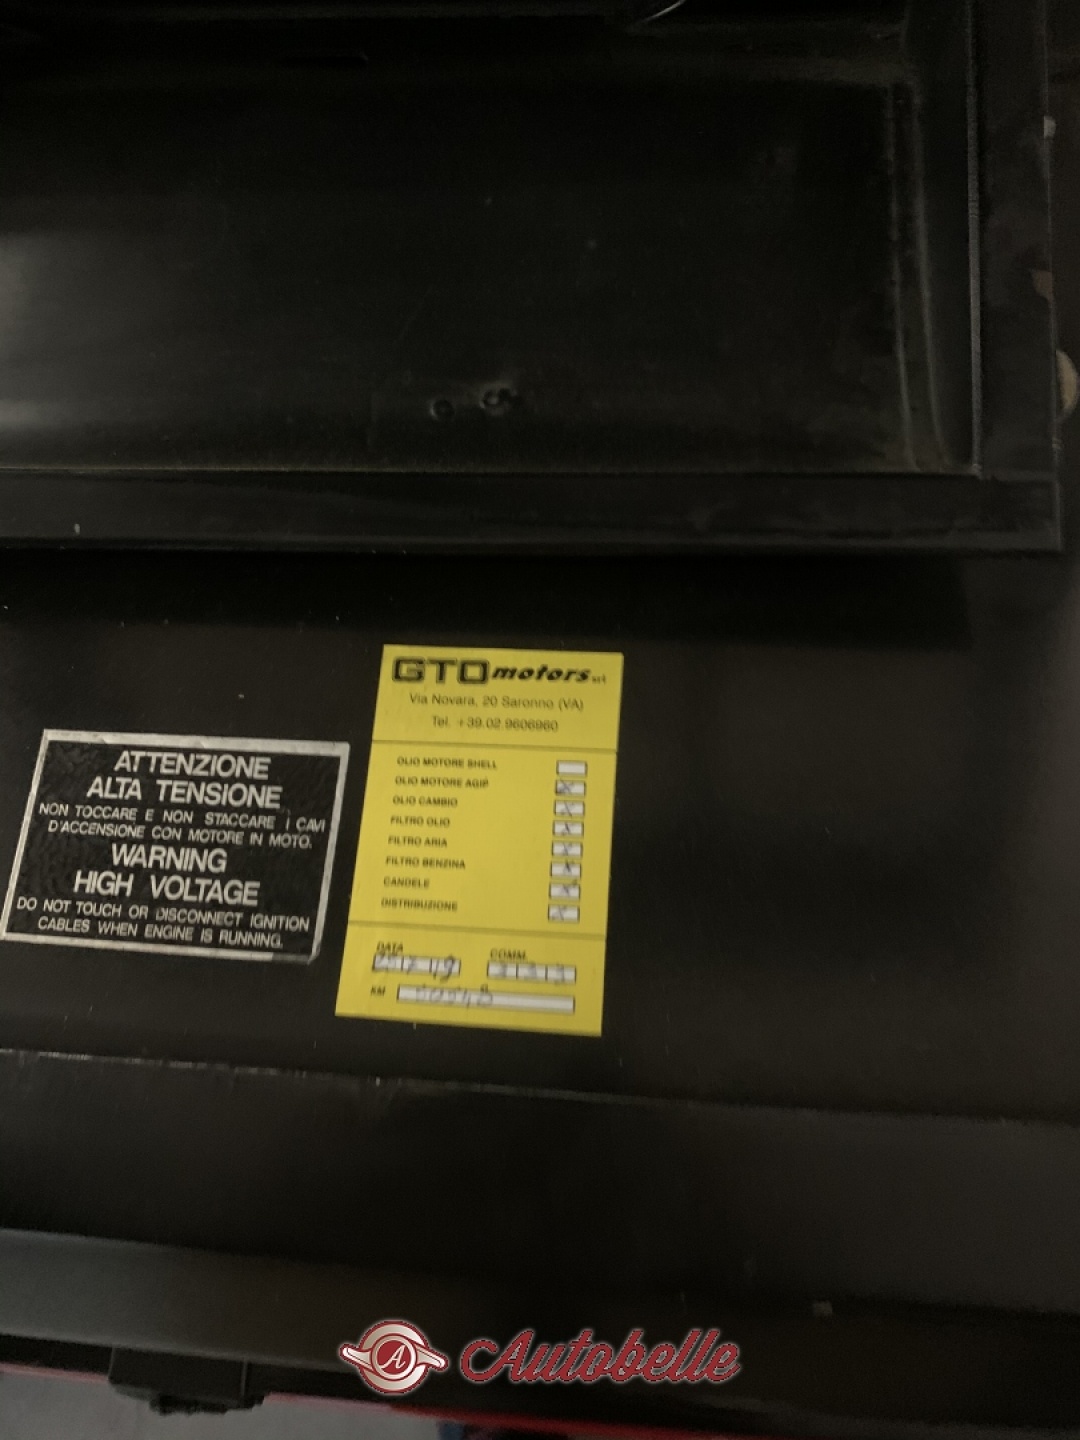 ATTENZIONE
ALTA TENSIONE
NON TOCCARE E NON STACCARE I CAVI
D'ACCENSIONE CON MOTORE IN MOTO.
WARNING
HIGH VOLTAGE
DO NOT TOUCH OR DISCONNECT IGNITION
CABLES WHEN ENGINE IS RUNNING.
GTO motors srl
Via Novara, 20 Saronno (VA)
Tel. +39.02.9606960
OLIO MOTORE SHELL
OLIO MOTORE AGIP X
OLIO CAMBIO X
FILTRO OLIO X
FILTRO ARIA X
FILTRO BENZINA X
CANDELE X
DISTRIBUZIONE X
DATA
COMM.
KM
A Autobelle